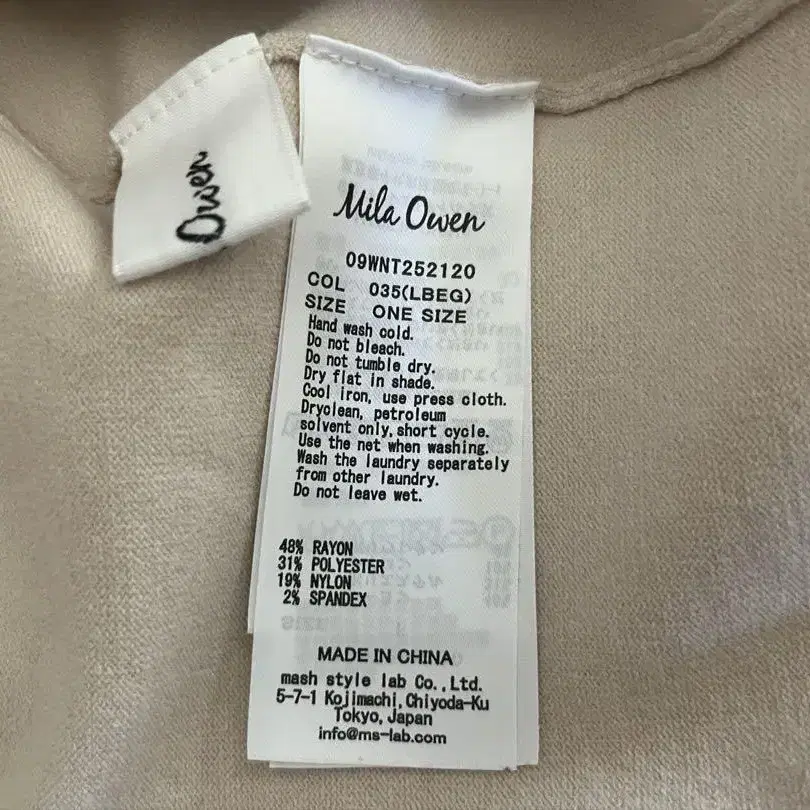 Owen
Mila Owen
09WNT252120
COL 035(LBEG)
SIZE ONE SIZE
Hand wash cold.
Do not bleach.
Do not tumble dry.
Dry flat in shade.
Cool iron, use press cloth.
Dryclean, petroleum
solvent only, short cycle.
Use the net when washing.
Wash the laundry separately
from other laundry.
Do not leave wet.
48% RAYON
31% POLYESTER
19% NYLON
2% SPANDEX
MADE IN CHINA
mash style lab Co.,Ltd.
5-7-1 Kojimachi,Chiyoda-Ku
Tokyo,Japan
info@ms-lab.com